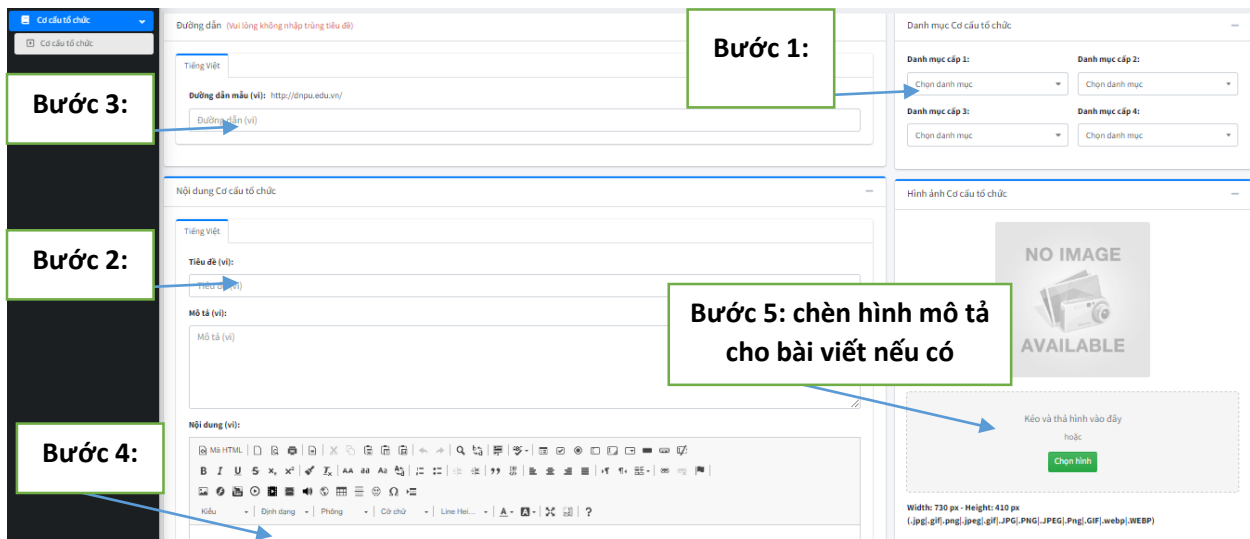 Cơ cấu tổ chức
Cơ cấu tổ chức
Đường dẫn (Vui lòng không nhập trùng tiêu đề)
Tiếng Việt
Đường dẫn mẫu (vi): http://dnpu.edu.vn/
Đường dẫn (vi)
Bước 3:
Bước 1:
Danh mục Cơ cấu tổ chức
Danh mục cấp 1:
Danh mục cấp 2:
Chọn danh mục
Chọn danh mục
Danh mục cấp 3:
Danh mục cấp 4:
Chọn danh mục
Chọn danh mục
Nội dung Cơ cấu tổ chức
Tiếng Việt
Bước 2:
Tiêu đề (vi):
Tiêu đề (vi)
Mô tả (vi):
Mô tả (vi)
Nội dung (vi):
Bước 4:
Mã HTML
Kiểu
Định dạng
Phông
Cỡ chữ
Line Hei...
Hình ảnh Cơ cấu tổ chức
NO IMAGE
AVAILABLE
Bước 5: chèn hình mô tả
cho bài viết nếu có
Kéo và thả hình vào đây
hoặc
Chọn hình
Width: 730 px - Height: 410 px
(.jpg|.gif|.png|.jpeg|.gif|.JPG|.PNG|.JPEG|.Png|.GIF|.webp|.WEBP)